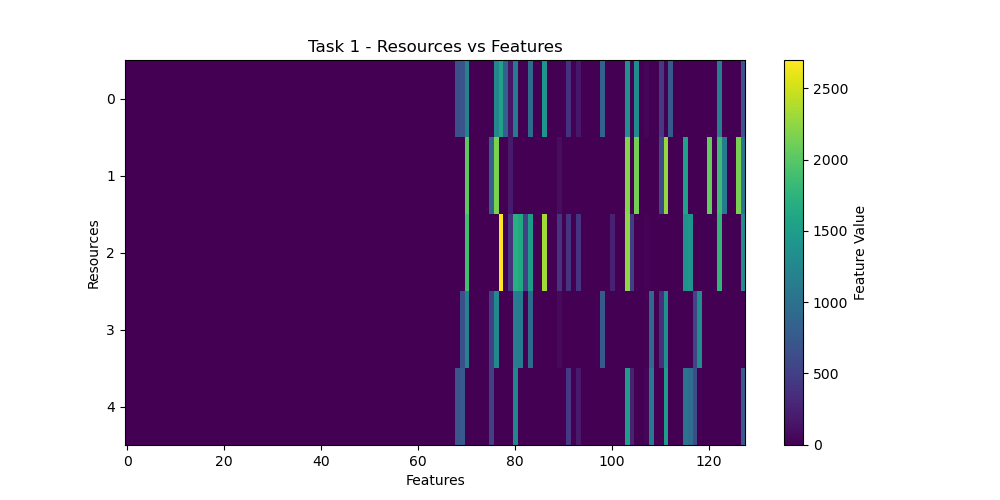 Task 1 - Resources vs Features
Resources
0
1
2
3
4
0 20 40 60 80 100 120
Features
2500
2000
1500
1000
500
0
Feature Value